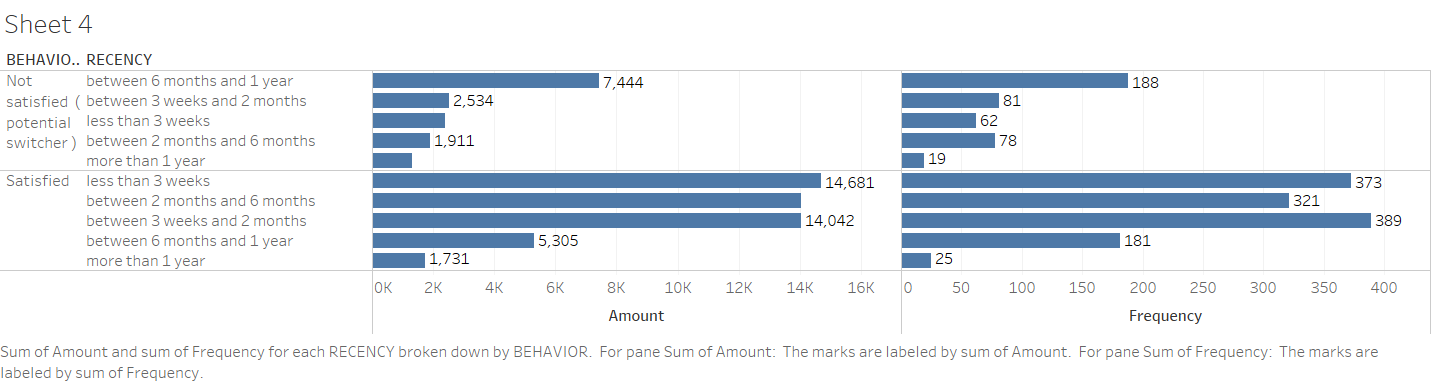 Sheet 4
BEHAVIO.. RECENCY
Not satisfied ( potential switcher )
between 6 months and 1 year 7,444 188
between 3 weeks and 2 months 2,534 81
less than 3 weeks 62
between 2 months and 6 months 1,911 78
more than 1 year 19
Satisfied less than 3 weeks 14,681 373
between 2 months and 6 months 321
between 3 weeks and 2 months 14,042 389
between 6 months and 1 year 5,305 181
more than 1 year 1,731 25
0K 2K 4K 6K 8K 10K 12K 14K 16K 0 50 100 150 200 250 300 350 400
Amount Frequency
Sum of Amount and sum of Frequency for each RECENCY broken down by BEHAVIOR.  For pane Sum of Amount:  The marks are labeled by sum of Amount.  For pane Sum of Frequency:  The marks are
labeled by sum of Frequency.